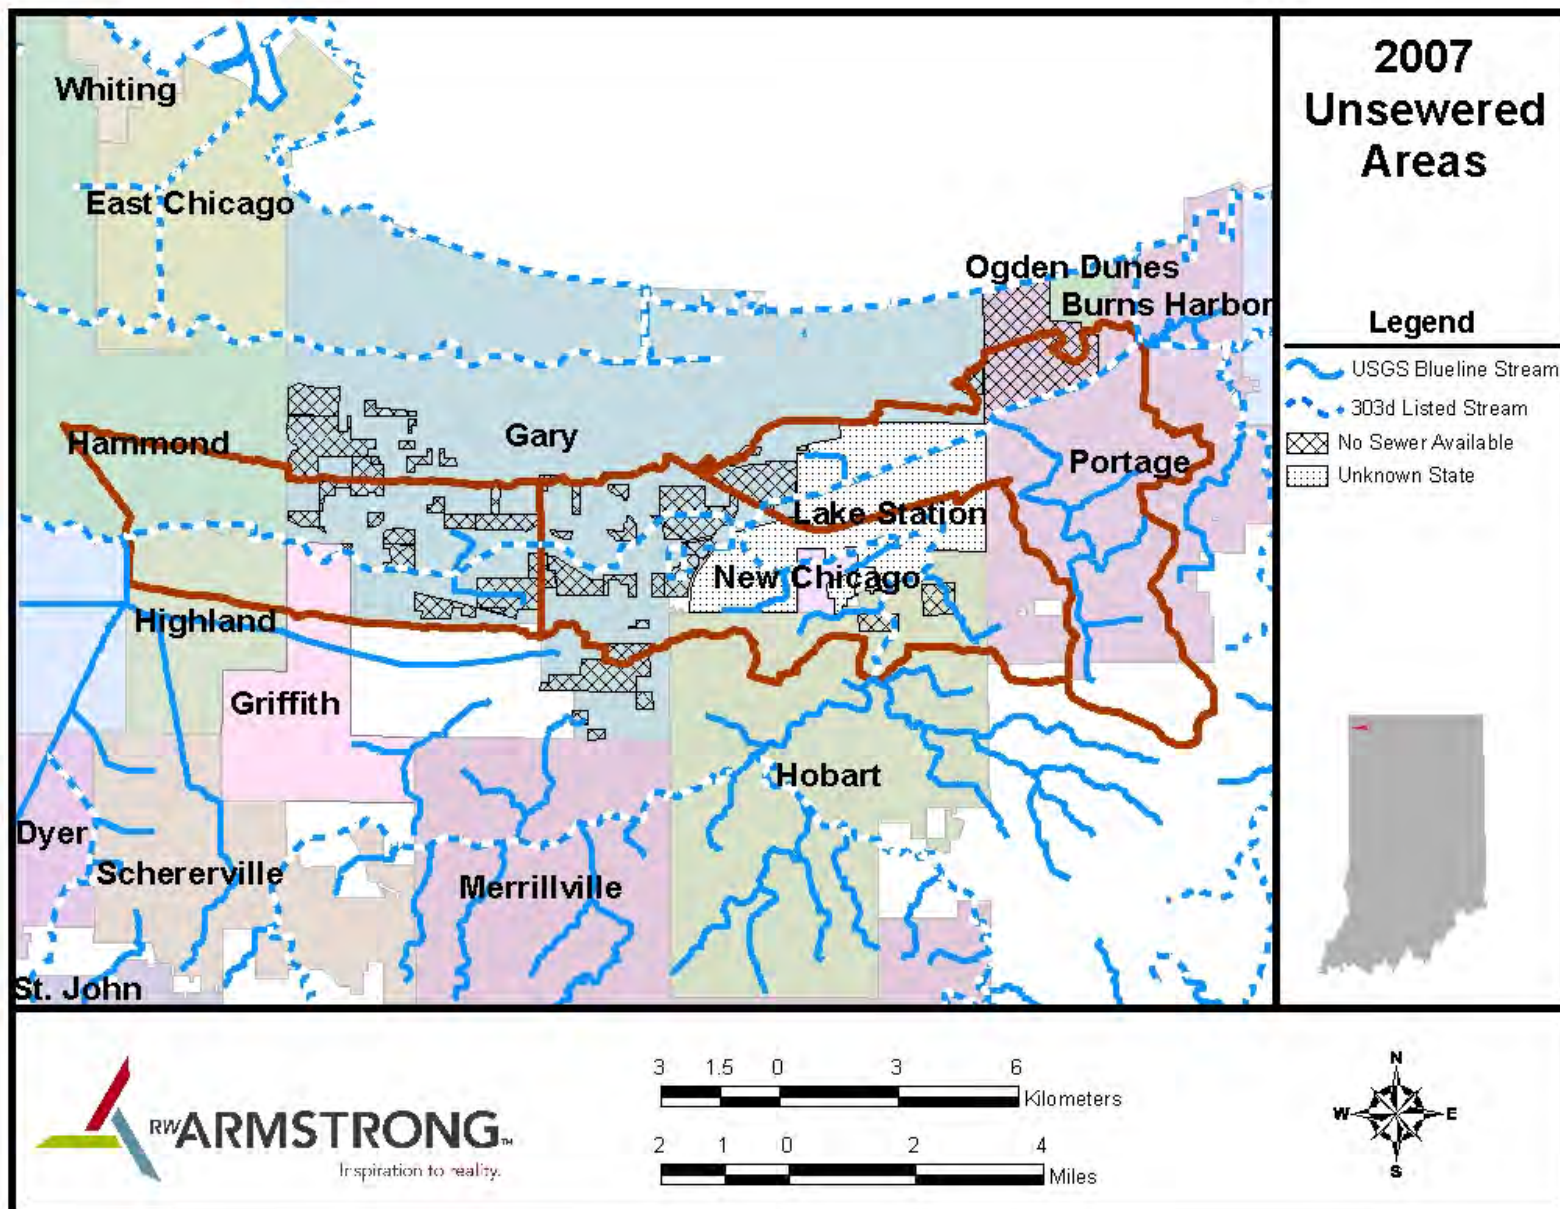 2007
Unsewered
Areas
Whiting
East Chicago
Ogden Dunes
Burns Harbor
Hammond
Gary
Portage
Lake Station
New Chicago
Highland
Griffith
Hobart
Dyer
Schererville
Merrillville
St. John
Legend
USGS Blueline Stream
303d Listed Stream
No Sewer Available
Unknown State
RWARMSTRONG™
Inspiration to reality.
3 1.5 0 3 6
Kilometers
2 1 0 2 4
Miles
N
W E
S